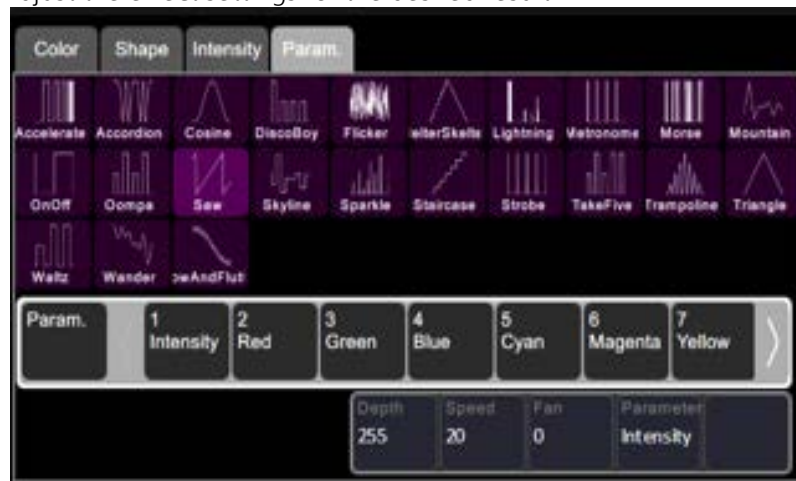 Color Shape Intensity Param.
Accelerate Accordion Cosine DiscoBoy Flicker elterSkelte Lightning Metronome Morse Mountain
OnOff Oompa Saw Skyline Sparkle Staircase Strobe TakeFive Trampoline Triangle
Waltz Wander owAndFlut
Param. 1 2 3 4 5 6 7
Intensity Red Green Blue Cyan Magenta Yellow
Depth Speed Fan Parameter
255 20 0 Intensity